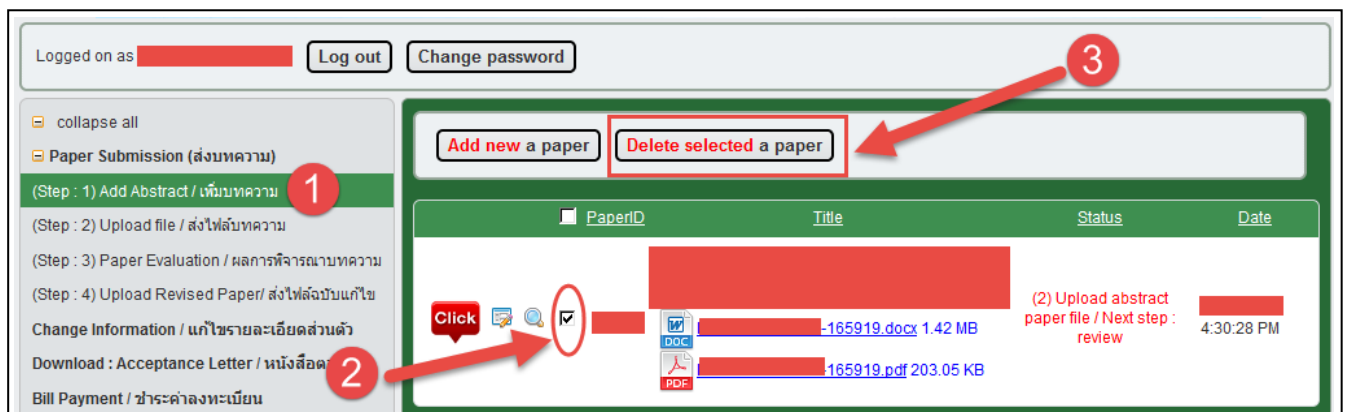 Logged on as
Log out
Change password
3
collapse all
Paper Submission (ส่งบทความ)
(Step : 1) Add Abstract / เพิ่มบทความ
1
(Step : 2) Upload file / ส่งไฟล์บทความ
(Step : 3) Paper Evaluation / ผลการพิจารณาบทความ
(Step : 4) Upload Revised Paper/ ส่งไฟล์ฉบับแก้ไข
Change Information / แก้ไขรายละเอียดส่วนตัว
Download : Acceptance Letter / หนังสือตอ
2
Bill Payment / ชำระค่าลงทะเบียน
Add new a paper
Delete selected a paper
PaperID Title Status Date
Click
DOC
-165919.docx 1.42 MB
PDF
-165919.pdf 203.05 KB
(2) Upload abstract
paper file / Next step :
review
4:30:28 PM